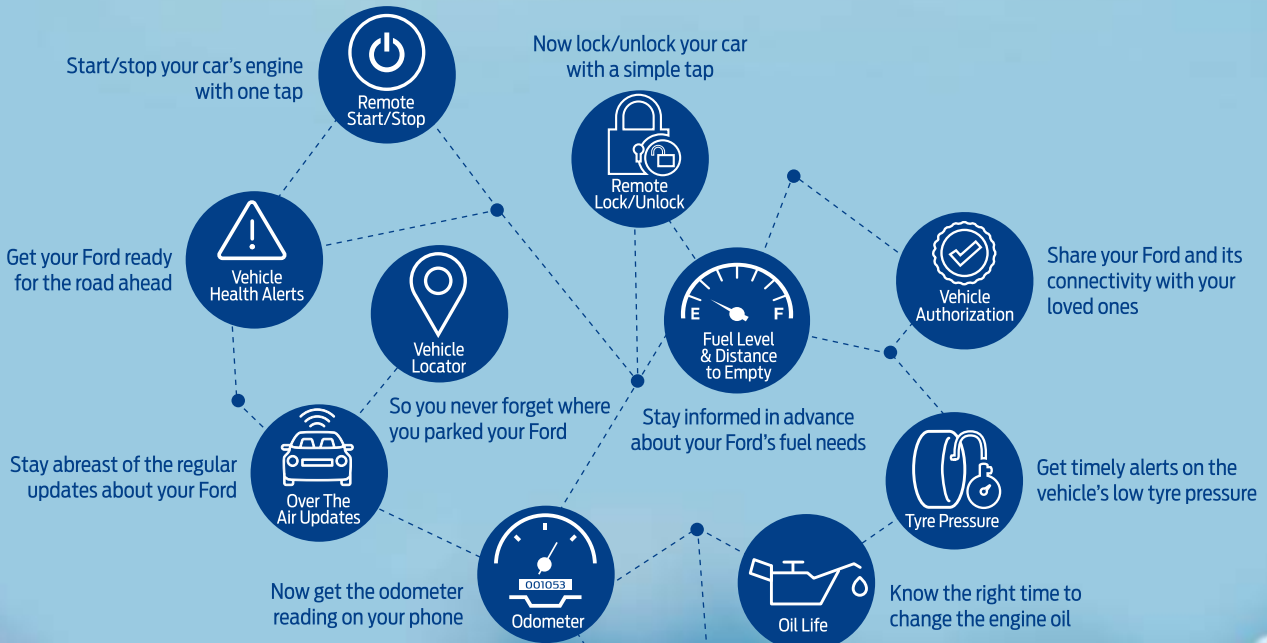 Start/stop your car's engine
with one tap
Remote
Start/Stop
Now lock/unlock your car
with a simple tap
Remote
Lock/Unlock
Get your Ford ready
for the road ahead
Vehicle
Health Alerts
Vehicle
Locator
So you never forget where
you parked your Ford
E F
Fuel Level
& Distance
to Empty
Stay informed in advance
about your Ford's fuel needs
Vehicle
Authorization
Share your Ford and its
connectivity with your
loved ones
Stay abreast of the regular
updates about your Ford
Over The
Air Updates
Tyre Pressure
Get timely alerts on the
vehicle's low tyre pressure
Now get the odometer
reading on your phone
001053
Odometer
Oil Life
Know the right time to
change the engine oil